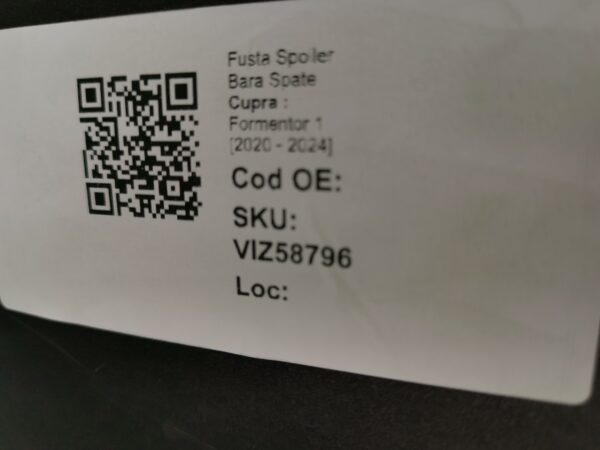 Fusta Spoiler
Bara Spate
Cupra :
Formentor 1
[2020 - 2024]
Cod OE:
SKU:
VIZ58796
Loc: